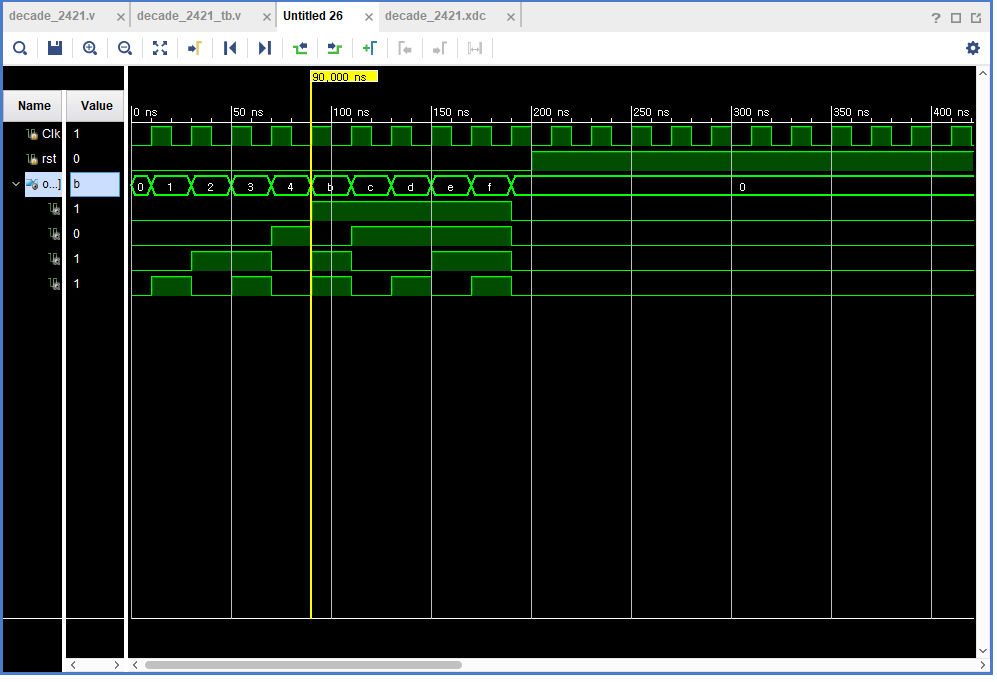 decade_2421.v × decade_2421_tb.v × Untitled 26 × decade_2421.xdc × ?
90,000 ns
Name Value
0 ns 50 ns 100 ns 150 ns 200 ns 250 ns 300 ns 350 ns 400 ns
Clk 1
rst 0
o...] b 0 1 2 3 4 b c d e f 0
1
0
1
1